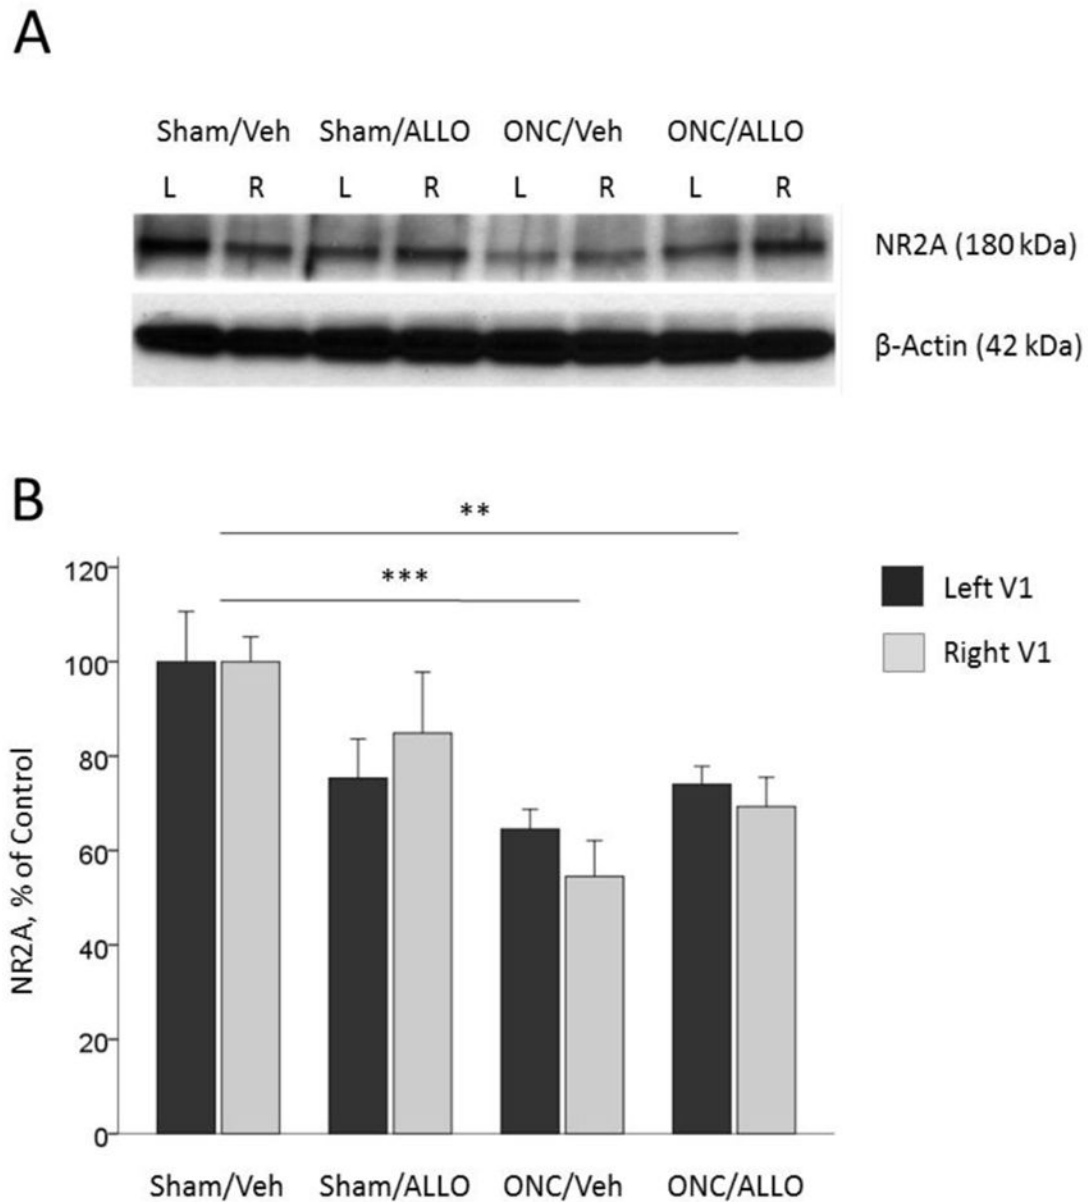 A
Sham/Veh Sham/ALLO ONC/Veh ONC/ALLO
L R L R L R L R
NR2A (180 kDa)
β-Actin (42 kDa)
B
**
***
120
100
80
60
40
20
0
NR2A, % of Control
Left V1
Right V1
Sham/Veh Sham/ALLO ONC/Veh ONC/ALLO